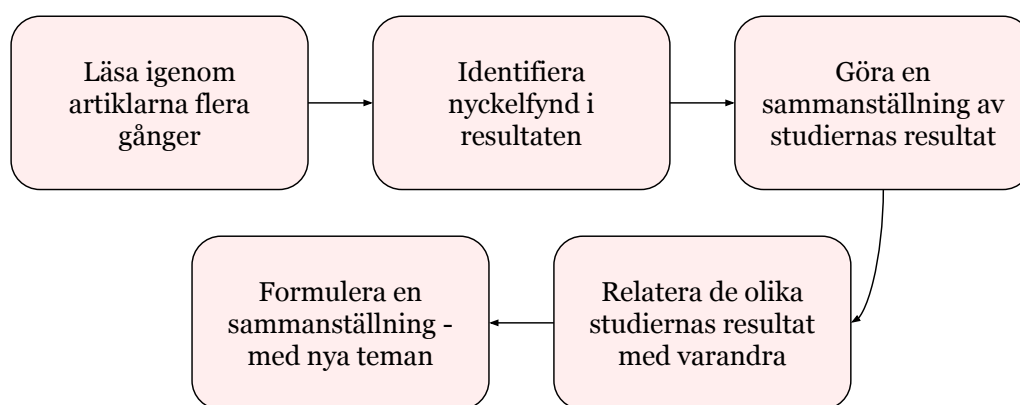 Läsa igenom
artiklarna flera
gånger
Identifiera
nyckelfynd i
resultaten
Göra en
sammanställning av
studiernas resultat
Relatera de olika
studiernas resultat
med varandra
Formulera en
sammanställning -
med nya teman